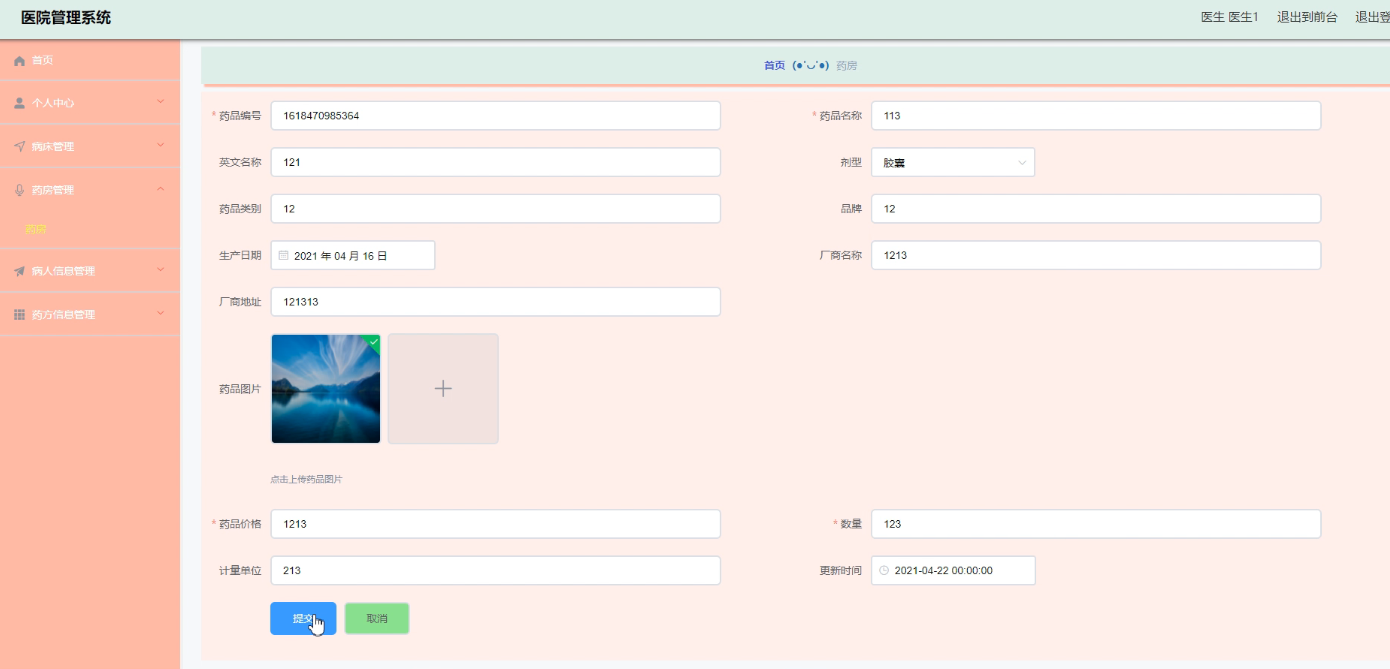 医院管理系统
医生 医生1 退出到前台 退出登
首页
个人中心
病床管理
药房管理
药房
病人信息管理
药方信息管理
首页 (●'◡'●) 药房
* 药品编号 1618470985364
* 药品名称 113
英文名称 121
剂型 胶囊
药品类别 12
品牌 12
生产日期 2021 年 04 月 16 日
厂商名称 1213
厂商地址 121313
药品图片
点击上传药品图片
* 药品价格 1213
* 数量 123
计量单位 213
更新时间 2021-04-22 00:00:00
提交 取消